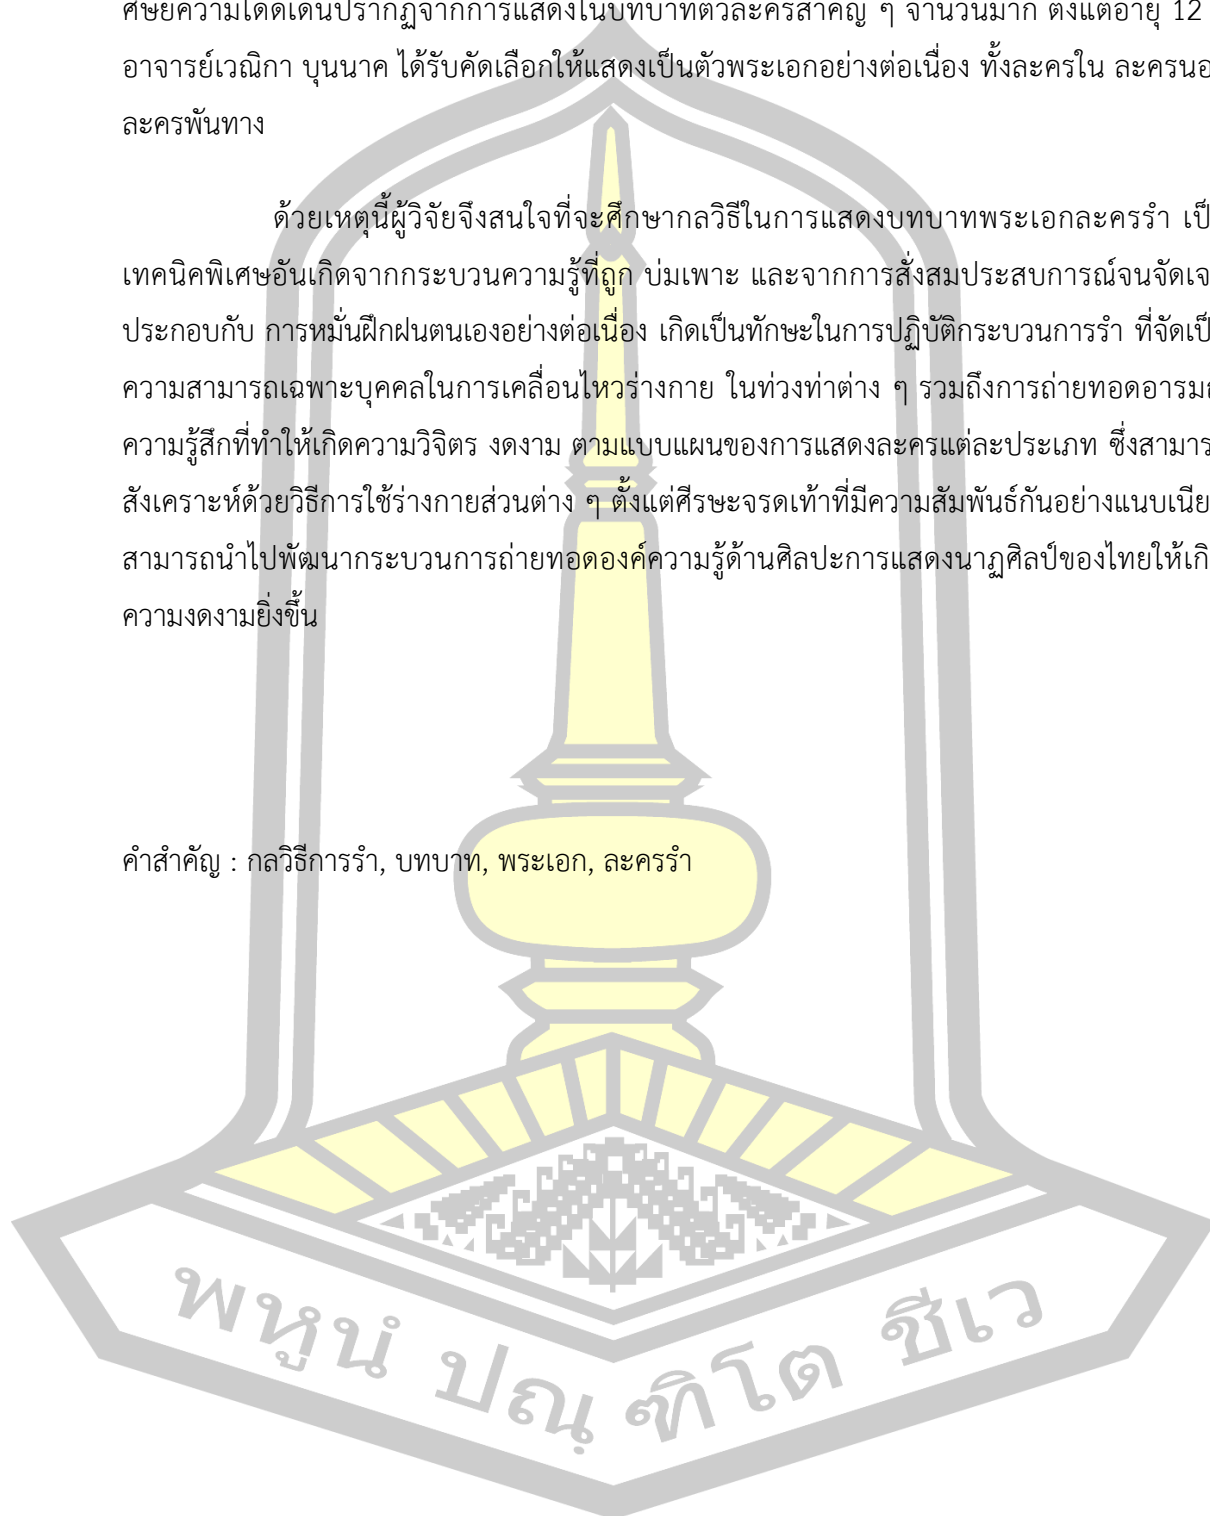 ศิษย์ความโดดเด่นปรากฏจากการแสดงในบทบาทตัวละครสำคัญ ๆ จำนวนมาก ตั้งแต่อายุ 12
อาจารย์เวณิกา บุนนาค ได้รับคัดเลือกให้แสดงเป็นตัวพระเอกอย่างต่อเนื่อง ทั้งละครใน ละครนอ
ละครพันทาง
ด้วยเหตุนี้ผู้วิจัยจึงสนใจที่จะศึกษากลวิธีในการแสดงบทบาทพระเอกละครรำ เป็
เทคนิคพิเศษอันเกิดจากกระบวนความรู้ที่ถูก บ่มเพาะ และจากการสั่งสมประสบการณ์จนจัดเจ
ประกอบกับ การหมั่นฝึกฝนตนเองอย่างต่อเนื่อง เกิดเป็นทักษะในการปฏิบัติกระบวนการรำ ที่จัดเป็
ความสามารถเฉพาะบุคคลในการเคลื่อนไหวร่างกาย ในท่วงท่าต่าง ๆ รวมถึงการถ่ายทอดอารมณ
ความรู้สึกที่ทำให้เกิดความวิจิตร งดงาม ตามแบบแผนของการแสดงละครแต่ละประเภท ซึ่งสามาร
สังเคราะห์ด้วยวิธีการใช้ร่างกายส่วนต่าง ๆ ตั้งแต่ศีรษะจรดเท้าที่มีความสัมพันธ์กันอย่างแนบเนีย
สามารถนำไปพัฒนากระบวนการถ่ายทอดองค์ความรู้ด้านศิลปะการแสดงนาฏศิลป์ของไทยให้เกิ
ความงดงามยิ่งขึ้น
คำสำคัญ : กลวิธีการรำ, บทบาท, พระเอก, ละครรำ
พหูนํ ปณฺฑิโต ชีเว